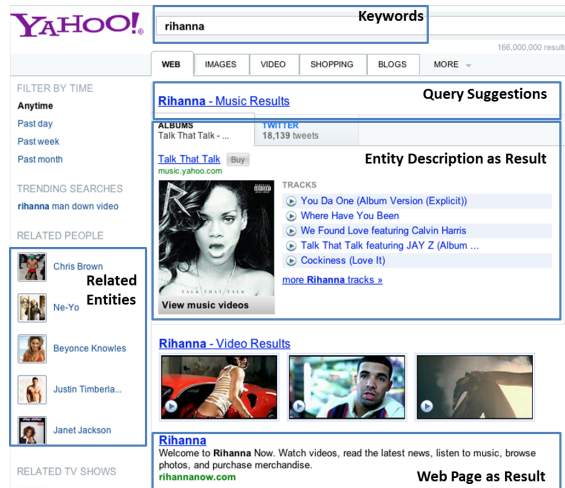 YAHOO!
rihanna
Keywords
166,000,000 result
WEB IMAGES VIDEO SHOPPING BLOGS MORE
FILTER BY TIME
Anytime
Past day
Past week
Past month
TRENDING SEARCHES
rihanna man down video
RELATED PEOPLE
Chris Brown
Related
Entities
Ne-Yo
Beyonce Knowles
Justin Timberla...
Janet Jackson
RELATED TV SHOWS
Rihanna - Music Results
Query Suggestions
ALBUMS
Talk That Talk - ...
TWITTER
18,139 tweets
Entity Description as Result
Talk That Talk Buy
music.yahoo.com
R
TALK THAT TALK
View music videos
TRACKS
You Da One (Album Version (Explicit))
Where Have You Been
We Found Love featuring Calvin Harris
Talk That Talk featuring JAY Z (Album ...
Cockiness (Love It)
more Rihanna tracks »
Rihanna - Video Results
Rihanna
Welcome to Rihanna Now. Watch videos, read the latest news, listen to music, browse
photos, and purchase merchandise.
rihannanow.com
Web Page as Result